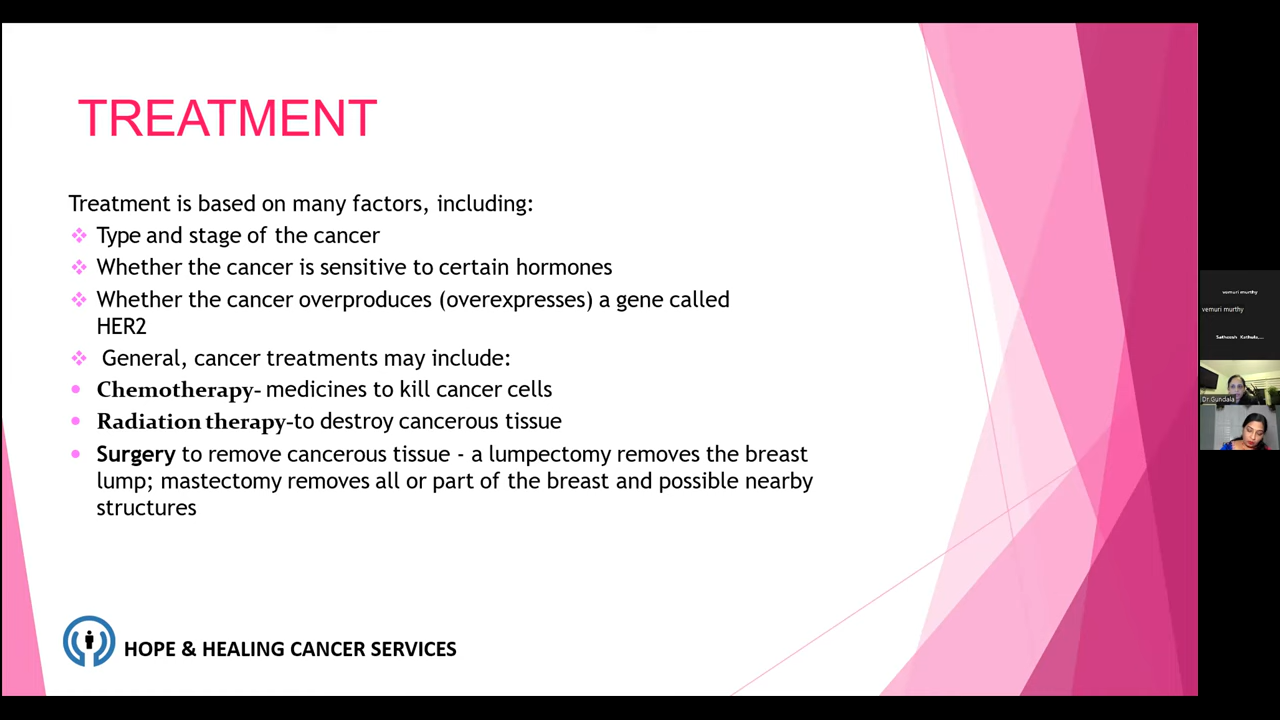 TREATMENT
Treatment is based on many factors, including:
❖ Type and stage of the cancer
❖ Whether the cancer is sensitive to certain hormones
❖ Whether the cancer overproduces (overexpresses) a gene called
HER2
❖ General, cancer treatments may include:
• Chemotherapy- medicines to kill cancer cells
• Radiation therapy-to destroy cancerous tissue
• Surgery to remove cancerous tissue - a lumpectomy removes the breast
lump; mastectomy removes all or part of the breast and possible nearby
structures
HOPE & HEALING CANCER SERVICES
vemuri murthy
vemuri murthy
Satheesh Kathula,...
Dr.Gundala